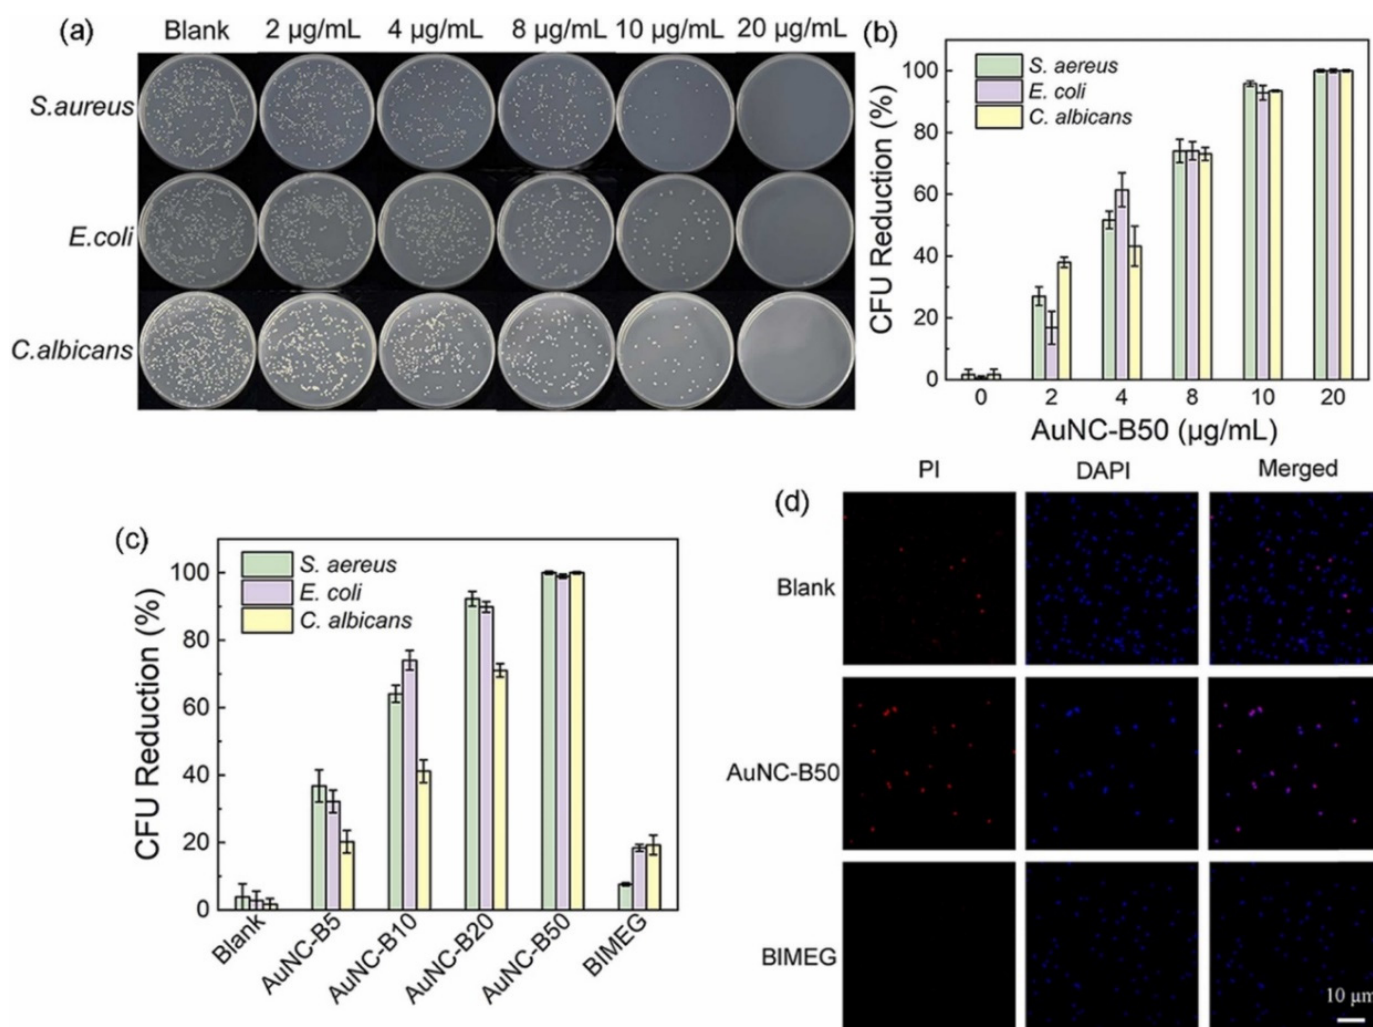 (a) Blank 2 µg/mL 4 µg/mL 8 µg/mL 10 µg/mL 20 µg/mL
S.aureus
E.coli
C.albicans
(b)
CFU Reduction (%)
100
80
60
40
20
0
S. aereus
E. coli
C. albicans
0 2 4 8 10 20
AuNC-B50 (µg/mL)
(c)
CFU Reduction (%)
100
80
60
40
20
0
S. aereus
E. coli
C. albicans
Blank AuNC-B5 AuNC-B10 AuNC-B20 AuNC-B50 BIMEG
(d)
PI DAPI Merged
Blank
AuNC-B50
BIMEG
10 µm